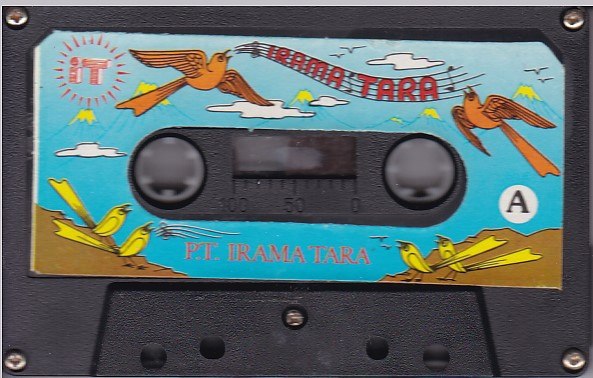 iT
IRAMA TARA
A
100 50 0
P.T. IRAMA TARA